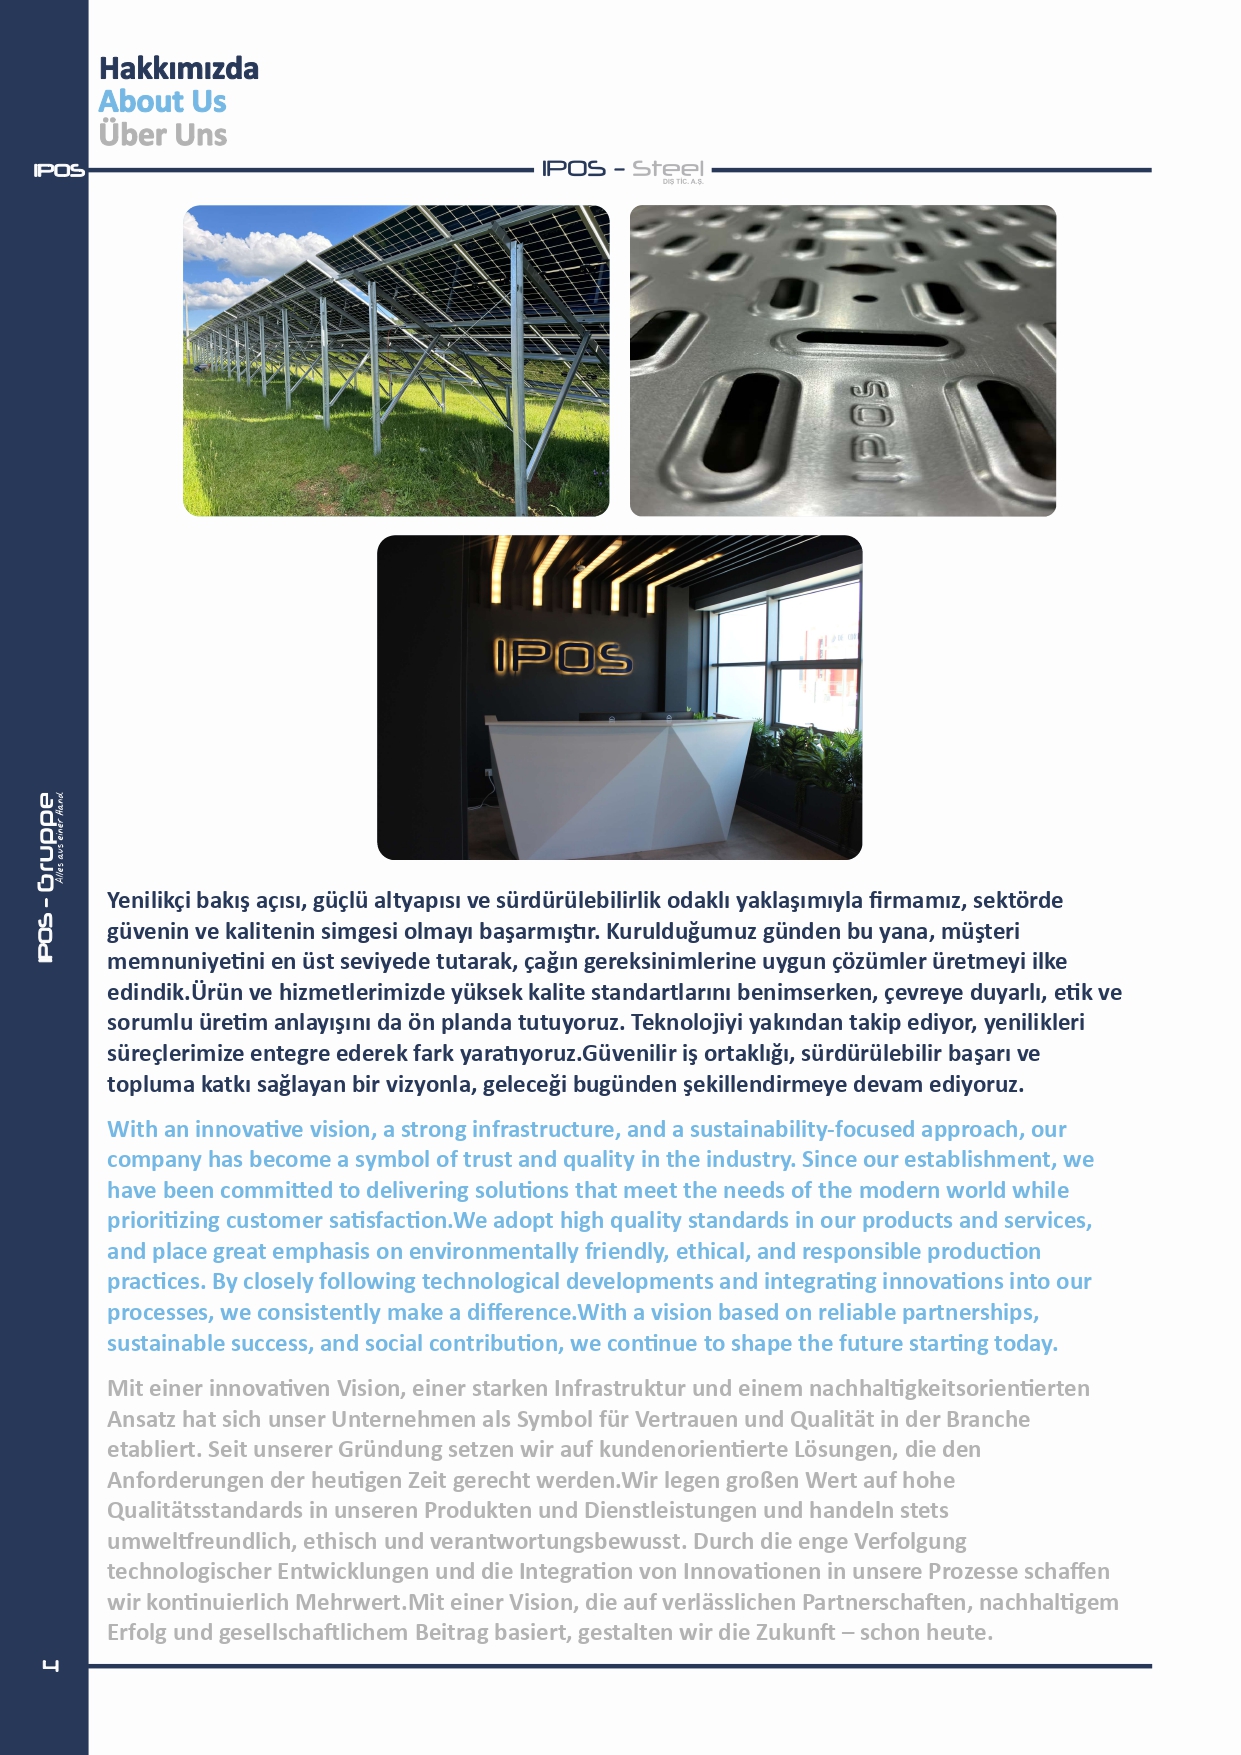 Hakkımızda
About Us
Über Uns
IPOS
IPOS - Steel
DIŞ TİC. A.Ş.
IPOS
IPOS
IPOS - Gruppe
Alles aus einer Hand
Yenilikçi bakış açısı, güçlü altyapısı ve sürdürülebilirlik odaklı yaklaşımıyla firmamız, sektörde
güvenin ve kalitenin simgesi olmayı başarmıştır. Kurulduğumuz günden bu yana, müşteri
memnuniyetini en üst seviyede tutarak, çağın gereksinimlerine uygun çözümler üretmeyi ilke
edindik.Ürün ve hizmetlerimizde yüksek kalite standartlarını benimserken, çevreye duyarlı, etik ve
sorumlu üretim anlayışını da ön planda tutuyoruz. Teknolojiyi yakından takip ediyor, yenilikleri
süreçlerimize entegre ederek fark yaratıyoruz.Güvenilir iş ortaklığı, sürdürülebilir başarı ve
topluma katkı sağlayan bir vizyonla, geleceği bugünden şekillendirmeye devam ediyoruz.
With an innovative vision, a strong infrastructure, and a sustainability-focused approach, our
company has become a symbol of trust and quality in the industry. Since our establishment, we
have been committed to delivering solutions that meet the needs of the modern world while
prioritizing customer satisfaction.We adopt high quality standards in our products and services,
and place great emphasis on environmentally friendly, ethical, and responsible production
practices. By closely following technological developments and integrating innovations into our
processes, we consistently make a difference.With a vision based on reliable partnerships,
sustainable success, and social contribution, we continue to shape the future starting today.
Mit einer innovativen Vision, einer starken Infrastruktur und einem nachhaltigkeitsorientierten
Ansatz hat sich unser Unternehmen als Symbol für Vertrauen und Qualität in der Branche
etabliert. Seit unserer Gründung setzen wir auf kundenorientierte Lösungen, die den
Anforderungen der heutigen Zeit gerecht werden.Wir legen großen Wert auf hohe
Qualitätsstandards in unseren Produkten und Dienstleistungen und handeln stets
umweltfreundlich, ethisch und verantwortungsbewusst. Durch die enge Verfolgung
technologischer Entwicklungen und die Integration von Innovationen in unsere Prozesse schaffen
wir kontinuierlich Mehrwert.Mit einer Vision, die auf verlässlichen Partnerschaften, nachhaltigem
Erfolg und gesellschaftlichem Beitrag basiert, gestalten wir die Zukunft – schon heute.